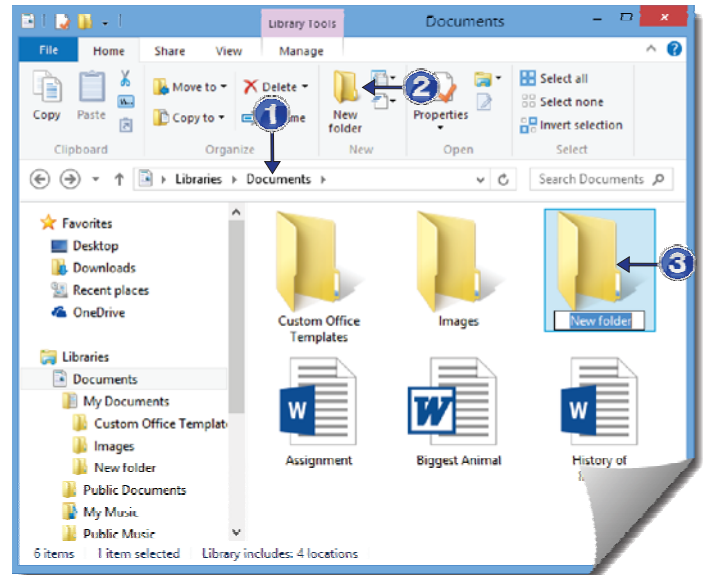 Library Tools
Documents
File Home Share View Manage
Move to Delete
Copy Paste Copy to New folder Properties
Select all
Select none
Invert selection
Clipboard Organize New Open Select
1
2
Libraries Documents
Search Documents
Favorites
Desktop
Downloads
Recent places
OneDrive
Libraries
Documents
My Documents
Custom Office Templat
Images
New folder
Public Documents
My Music
Public Music
Custom Office
Templates
Images
New folder
3
Assignment
Biggest Animal
History of
6 items 1 item selected Library includes: 4 locations